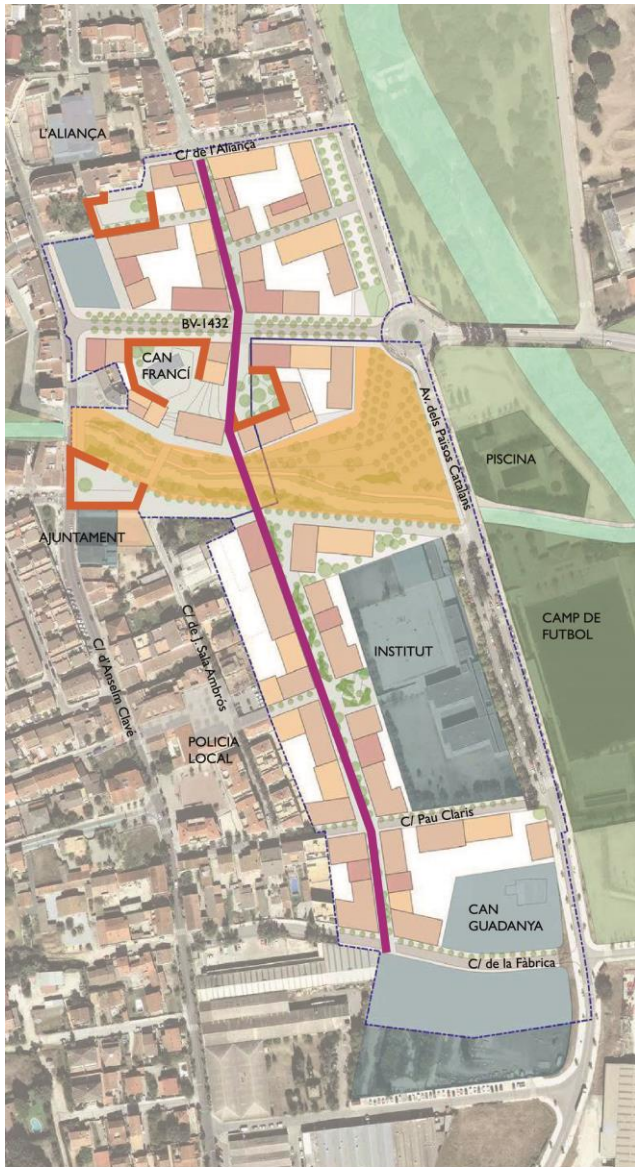 L'ALIANÇA
C/ de l'Aliança
BV-1432
CAN
FRANCÍ
Av. dels Països Catalans
PISCINA
AJUNTAMENT
C/ d'Anselm Clavé
C/ de J. Sala Ambrós
INSTITUT
CAMP DE
FUTBOL
POLICIA
LOCAL
C/ Pau Claris
CAN
GUADANYA
C/ de la Fàbrica